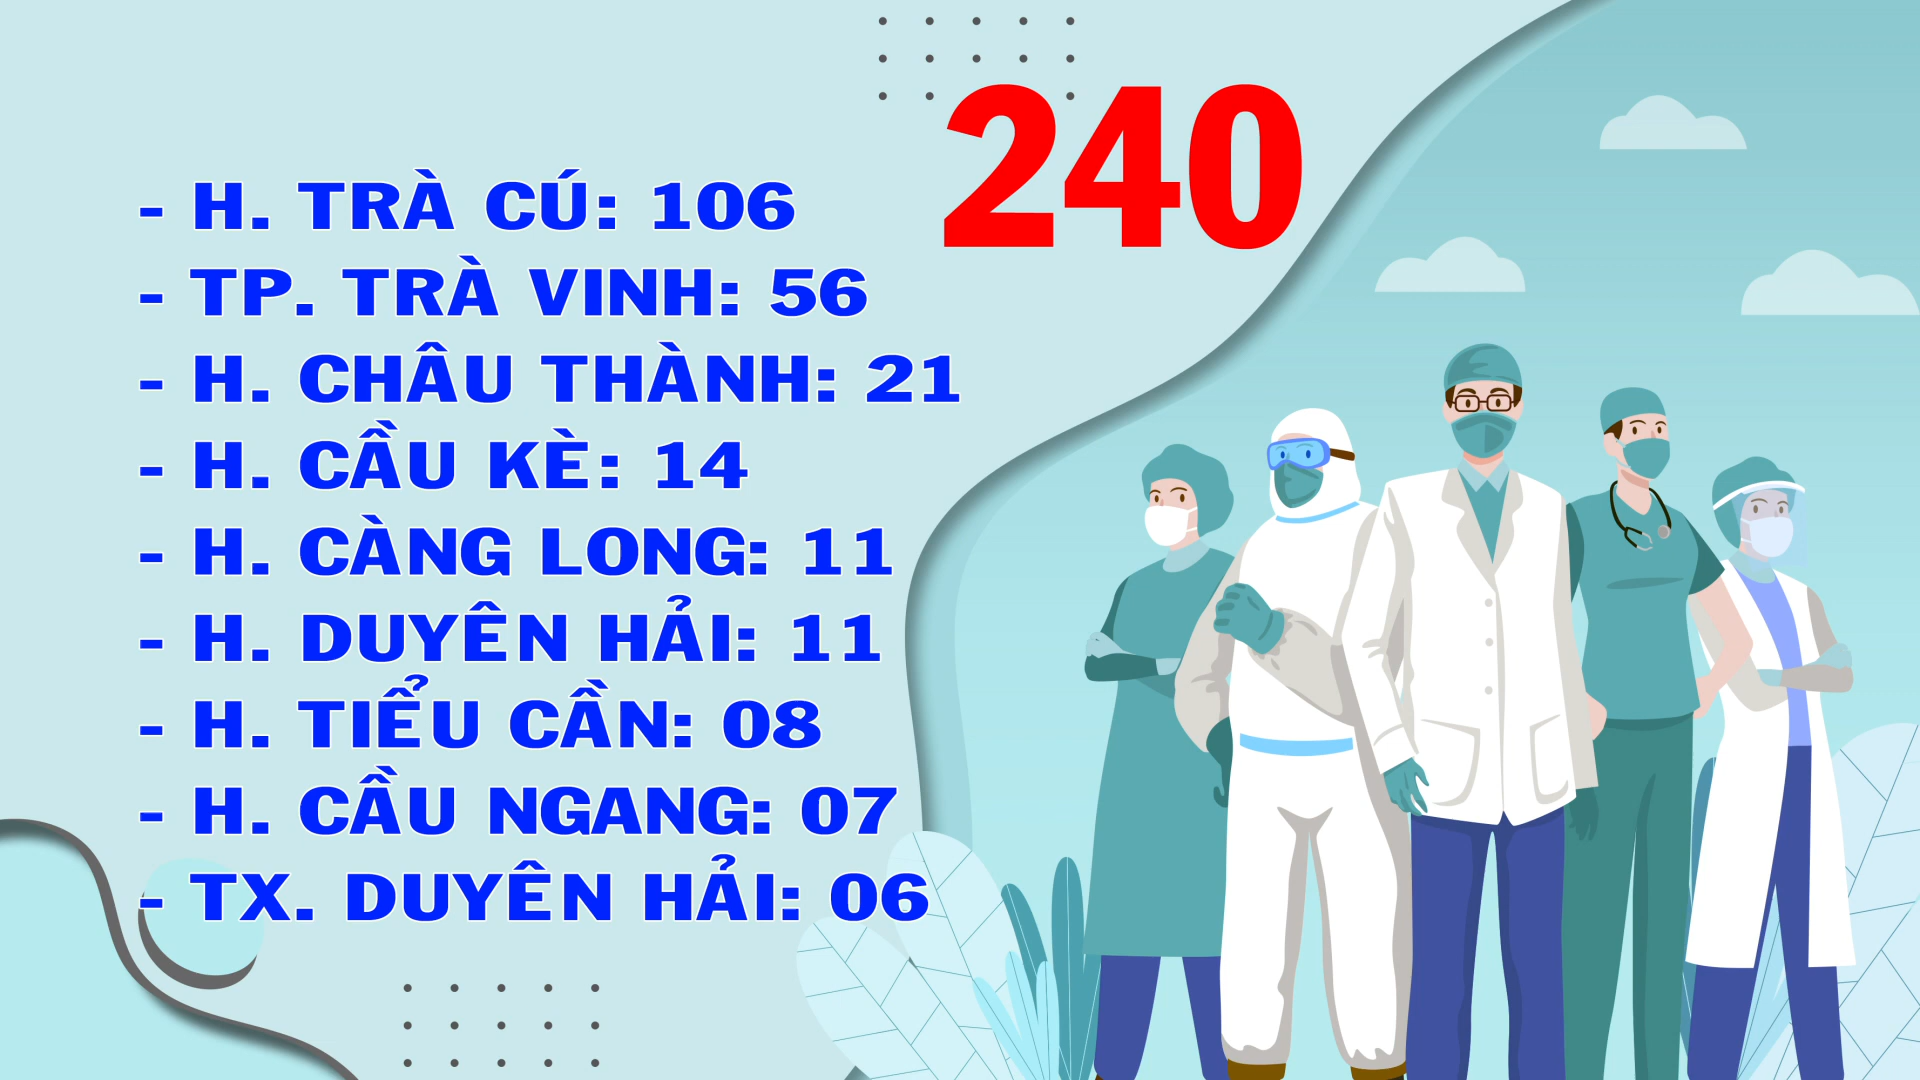 240
- H. TRÀ CÚ: 106
- TP. TRÀ VINH: 56
- H. CHÂU THÀNH: 21
- H. CẦU KÈ: 14
- H. CÀNG LONG: 11
- H. DUYÊN HẢI: 11
- H. TIỂU CẦN: 08
- H. CẦU NGANG: 07
- TX. DUYÊN HẢI: 06